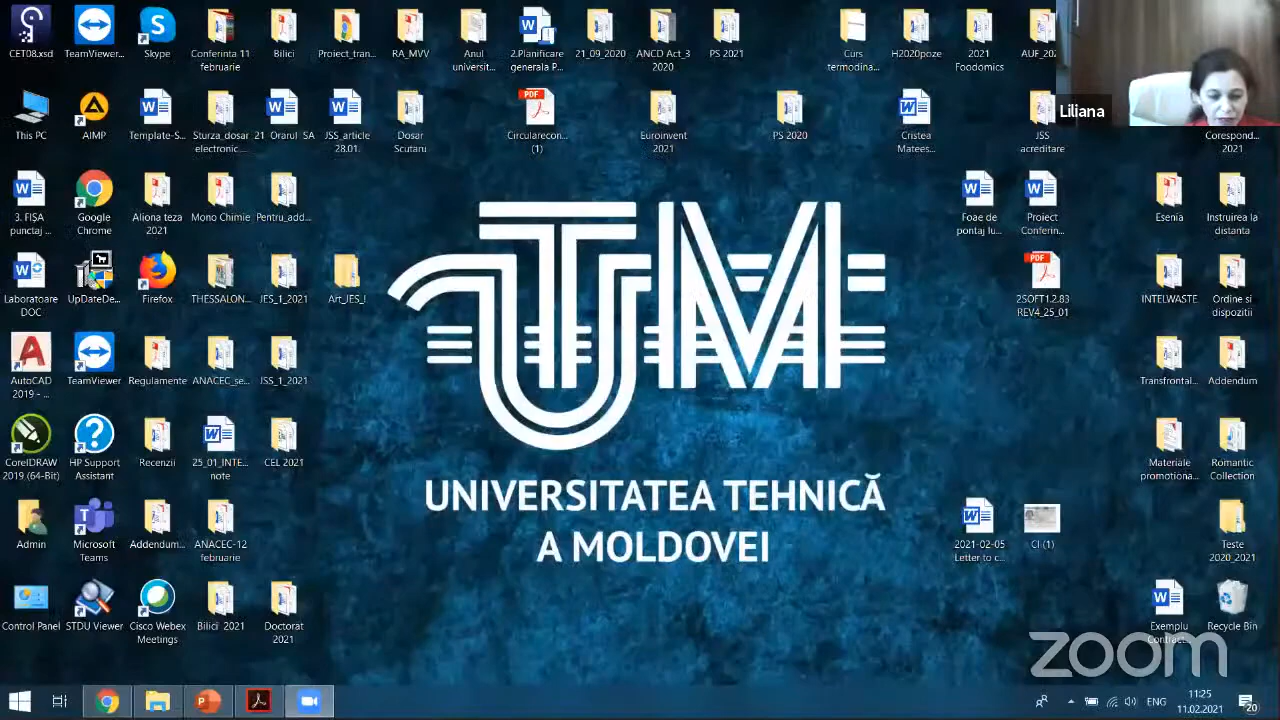 CET08.xsd
TeamViewer...
Skype
Conferinta 11
februarie
Bilici
Proiect_tran...
RA_MVV
Anul
universit...
2.Planificare
generala P...
21_09_2020
ANCD Act_3
2020
PS 2021
Curs
termodina...
H2020poze
2021
Foodomics
AUF_202
Liliana
This PC
AIMP
Template-S...
Sturza_dosar
electronic...
21_Orarul_SA
JSS_article
28.01.
Dosar
Scutaru
PDF
Circularecon...
(1)
Euroinvent
2021
PS 2020
Cristea
Matees...
JSS
acreditare
Corespond...
2021
3. FIȘA
punctaj ...
Google
Chrome
Aliona teza
2021
Mono Chimie
Pentru_add...
Foae de
pontaj lu...
Proiect
Conferin...
Esenia
Instruirea la
distanta
Laboratoare
DOC
UpDateDe...
Firefox
THESSALON...
JES_1_2021
Art_JES_I
PDF
2SOFT1.2.83
REV4_25_01
INTELWASTE
Ordine si
dispozitii
AutoCAD
2019 - ...
TeamViewer
Regulamente
ANACEC_se...
JSS_1_2021
Transfrontal...
Addendum
CorelDRAW
2019 (64-Bit)
HP Support
Assistant
Recenzii
25_01_INTE...
note
CEL 2021
Materiale
promotiona...
Romantic
Collection
UTM
UNIVERSITATEA TEHNICĂ
A MOLDOVEI
Admin
Microsoft
Teams
Addendum...
ANACEC-12
februarie
2021-02-05
Letter to c...
CI (1)
Teste
2020_2021
Control Panel
STDU Viewer
Cisco Webex
Meetings
Bilici 2021
Doctorat
2021
Exemplu
Contract...
Recycle Bin
zoom
ENG
11:25
11.02.2021
20